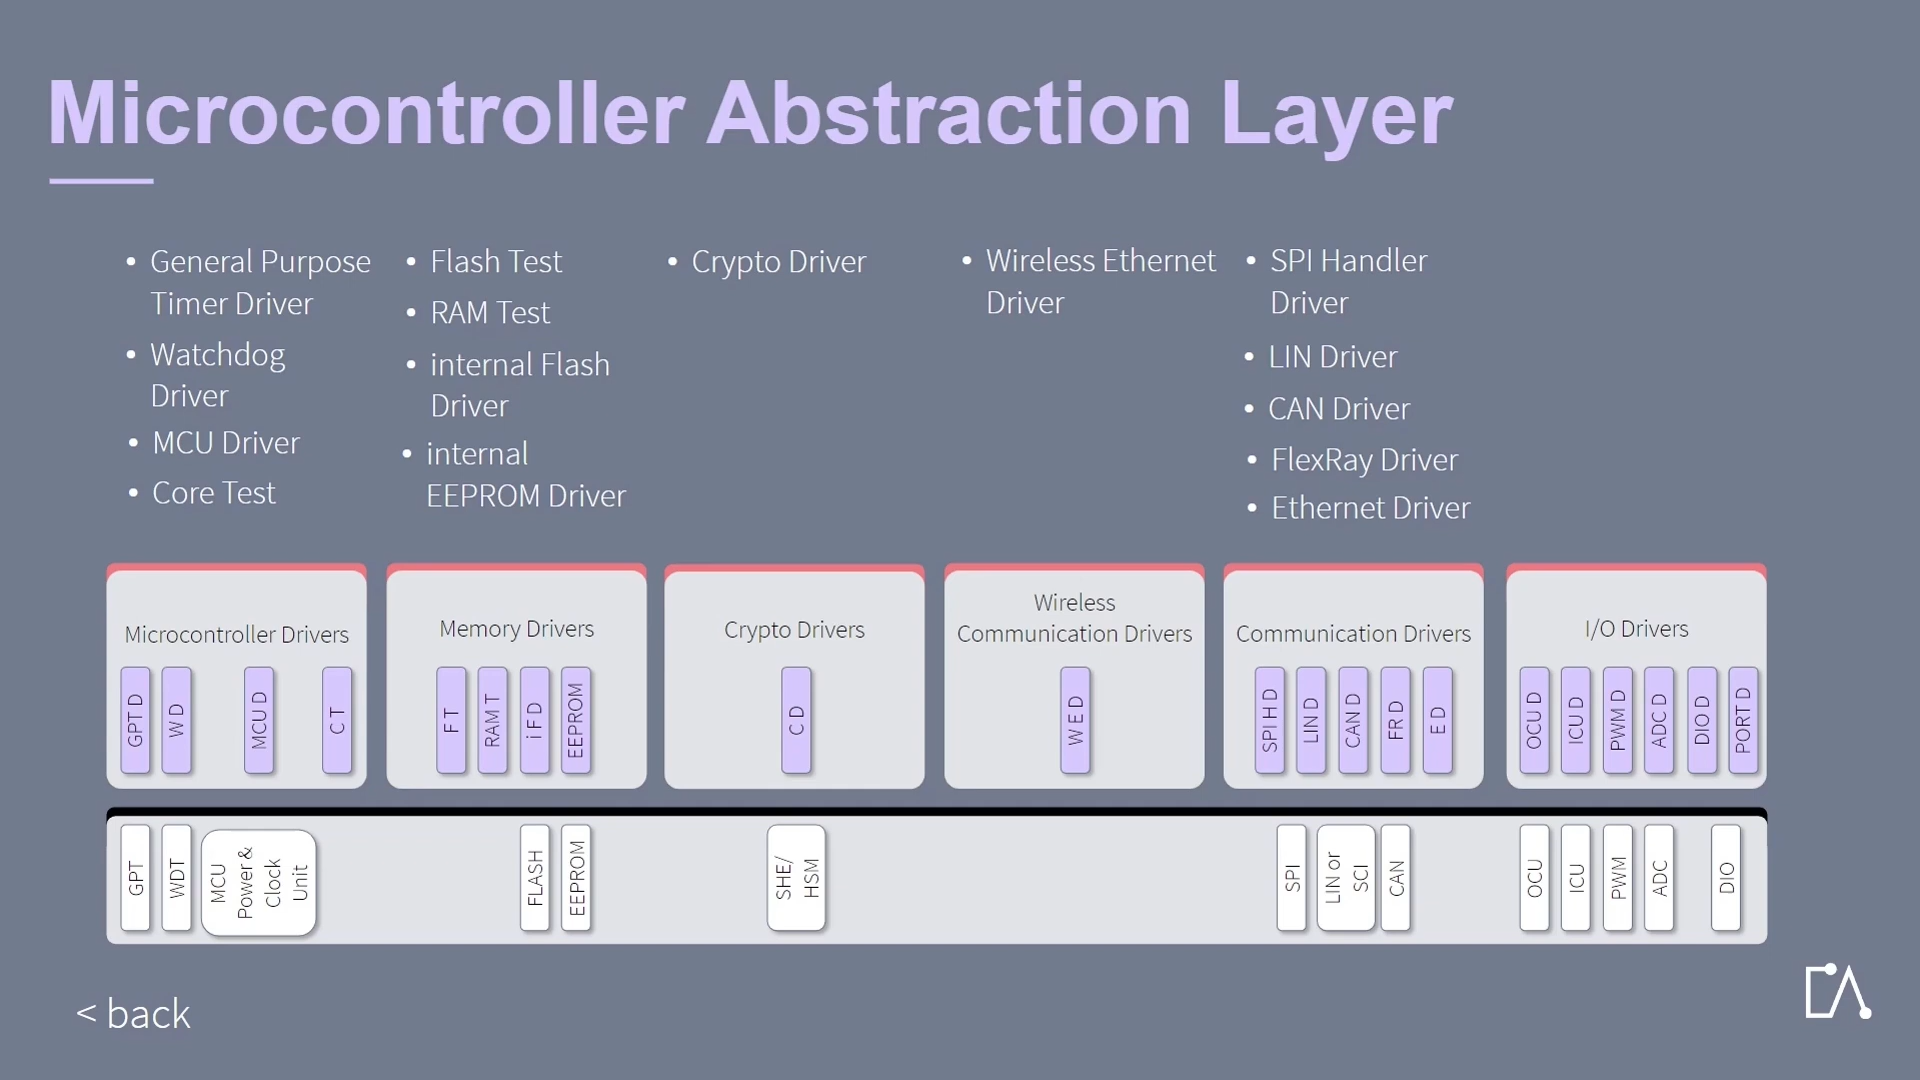 Microcontroller Abstraction Layer
• General Purpose
Timer Driver
• Watchdog
Driver
• MCU Driver
• Core Test
• Flash Test
• RAM Test
• internal Flash
Driver
• internal
EEPROM Driver
• Crypto Driver
• Wireless Ethernet
Driver
• SPI Handler
Driver
• LIN Driver
• CAN Driver
• FlexRay Driver
• Ethernet Driver
Microcontroller Drivers
GPT D
W D
MCU D
C T
Memory Drivers
F T
RAM T
i F D
EEPROM
Crypto Drivers
C D
Wireless
Communication Drivers
W E D
Communication Drivers
SPI H D
LIN D
CAN D
FR D
E D
I/O Drivers
OCU D
ICU D
PWM D
ADC D
DIO D
PORT D
GPT
WDT
MCU
Power &
Clock
Unit
FLASH
EEPROM
SHE/
HSM
SPI
LIN or
SCI
CAN
OCU
ICU
PWM
ADC
DIO
< back